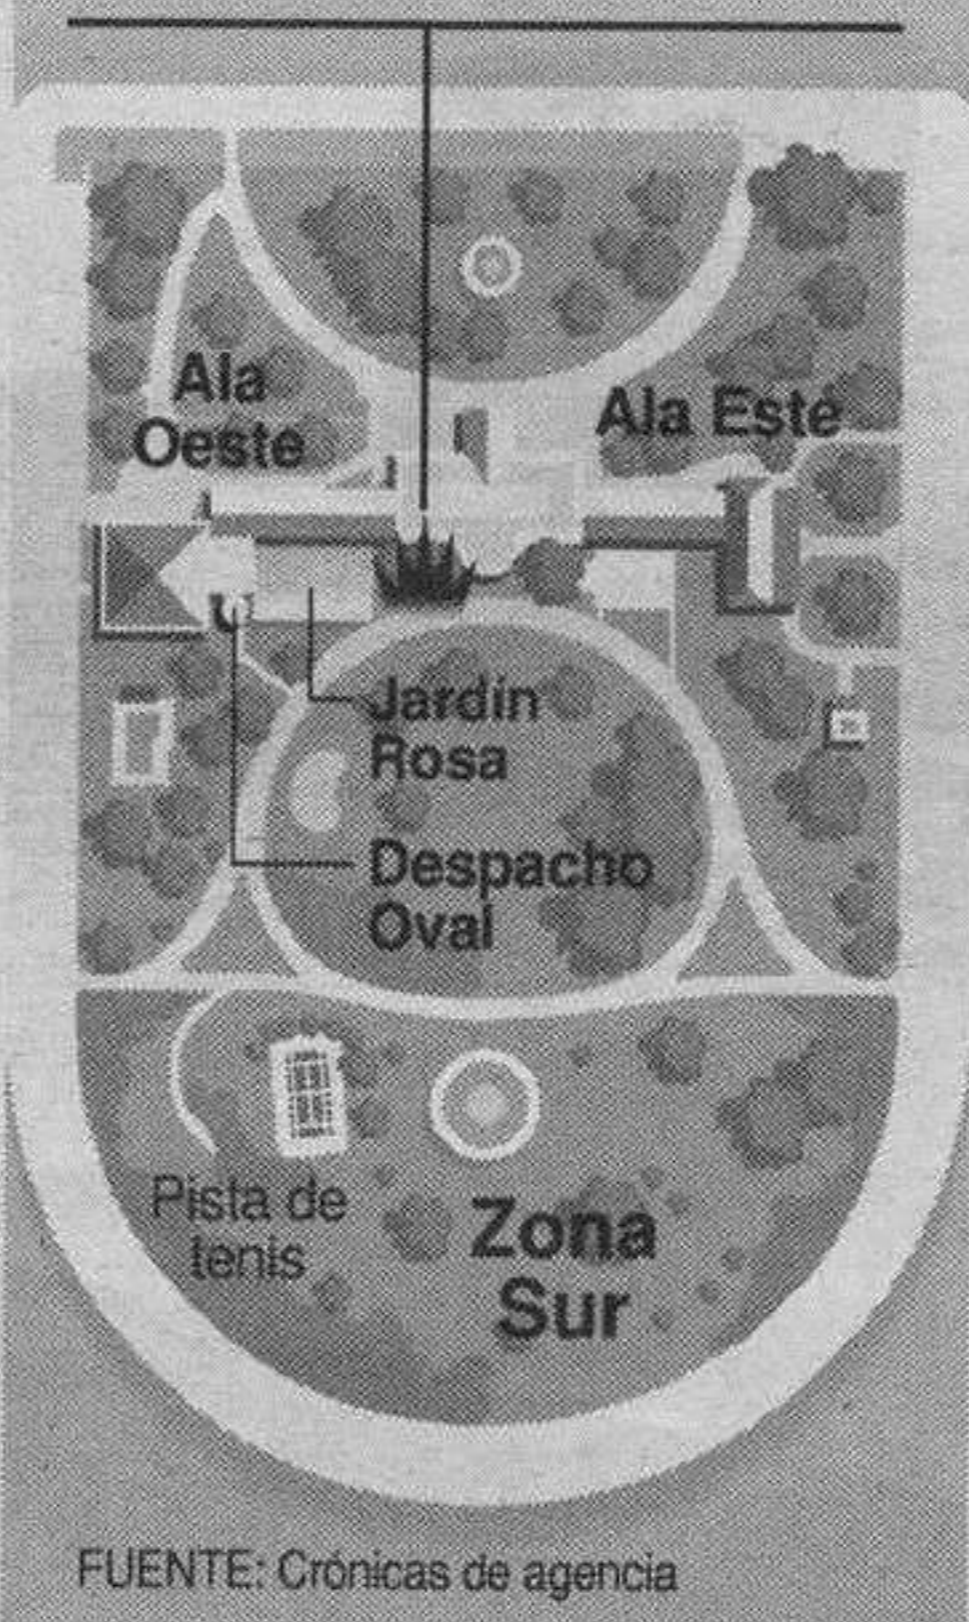 Ala
Oeste
Ala Este
Jardín
Rosa
Despacho
Oval
Pista de
tenis
Zona
Sur
FUENTE: Crónicas de agencia